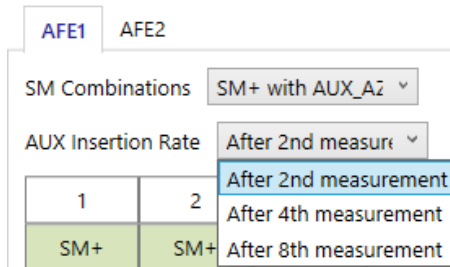 AFE1 AFE2
SM Combinations SM+ with AUX_AZ
AUX Insertion Rate After 2nd measure
After 2nd measurement
1 2
After 4th measurement
SM+ SM+ After 8th measurement